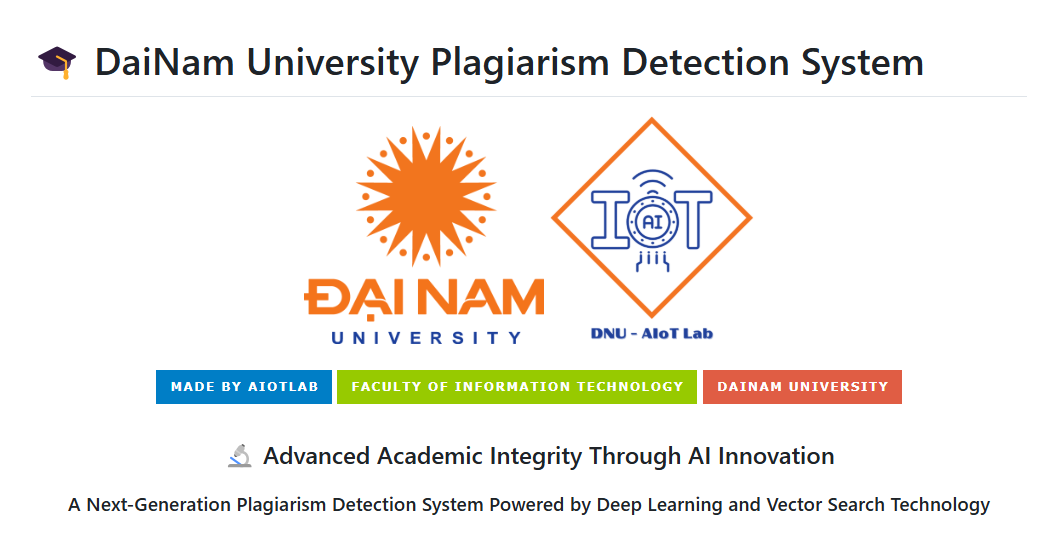 🎓 DaiNam University Plagiarism Detection System
ĐẠI NAM
UNIVERSITY
IOT
AI
DNU - AIoT Lab
MADE BY AIOTLAB
FACULTY OF INFORMATION TECHNOLOGY
DAINAM UNIVERSITY
🔬 Advanced Academic Integrity Through AI Innovation
A Next-Generation Plagiarism Detection System Powered by Deep Learning and Vector Search Technology